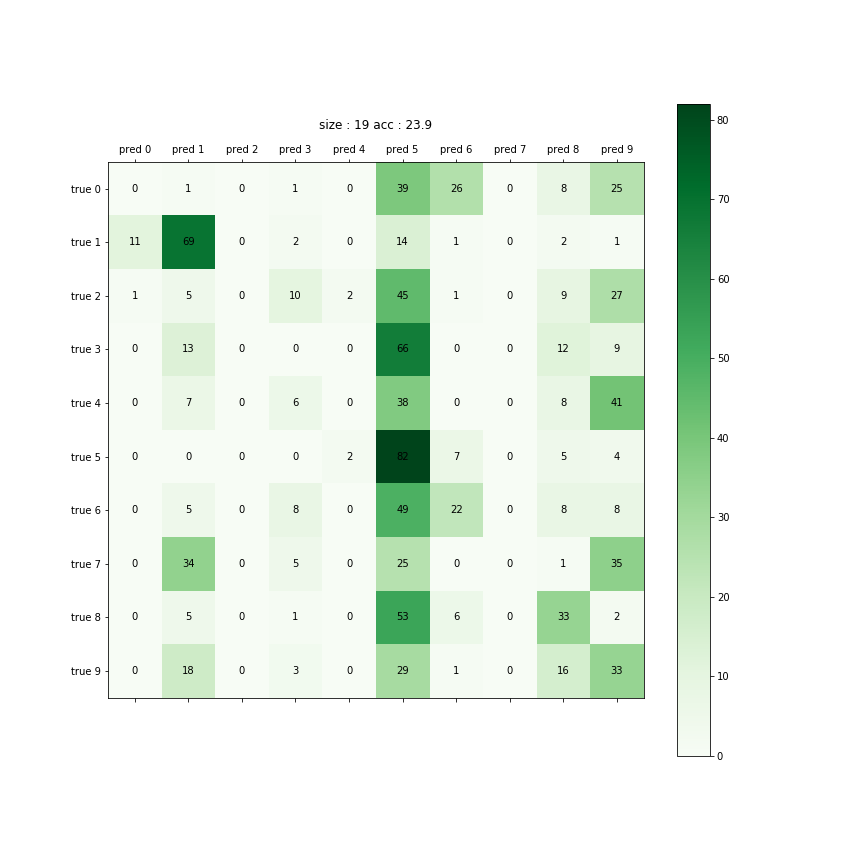 size : 19 acc : 23.9
pred 0 pred 1 pred 2 pred 3 pred 4 pred 5 pred 6 pred 7 pred 8 pred 9
true 0 0 1 0 1 0 39 26 0 8 25
true 1 11 69 0 2 0 14 1 0 2 1
true 2 1 5 0 10 2 45 1 0 9 27
true 3 0 13 0 0 0 66 0 0 12 9
true 4 0 7 0 6 0 38 0 0 8 41
true 5 0 0 0 0 2 82 7 0 5 4
true 6 0 5 0 8 0 49 22 0 8 8
true 7 0 34 0 5 0 25 0 0 1 35
true 8 0 5 0 1 0 53 6 0 33 2
true 9 0 18 0 3 0 29 1 0 16 33
80
70
60
50
40
30
20
10
0